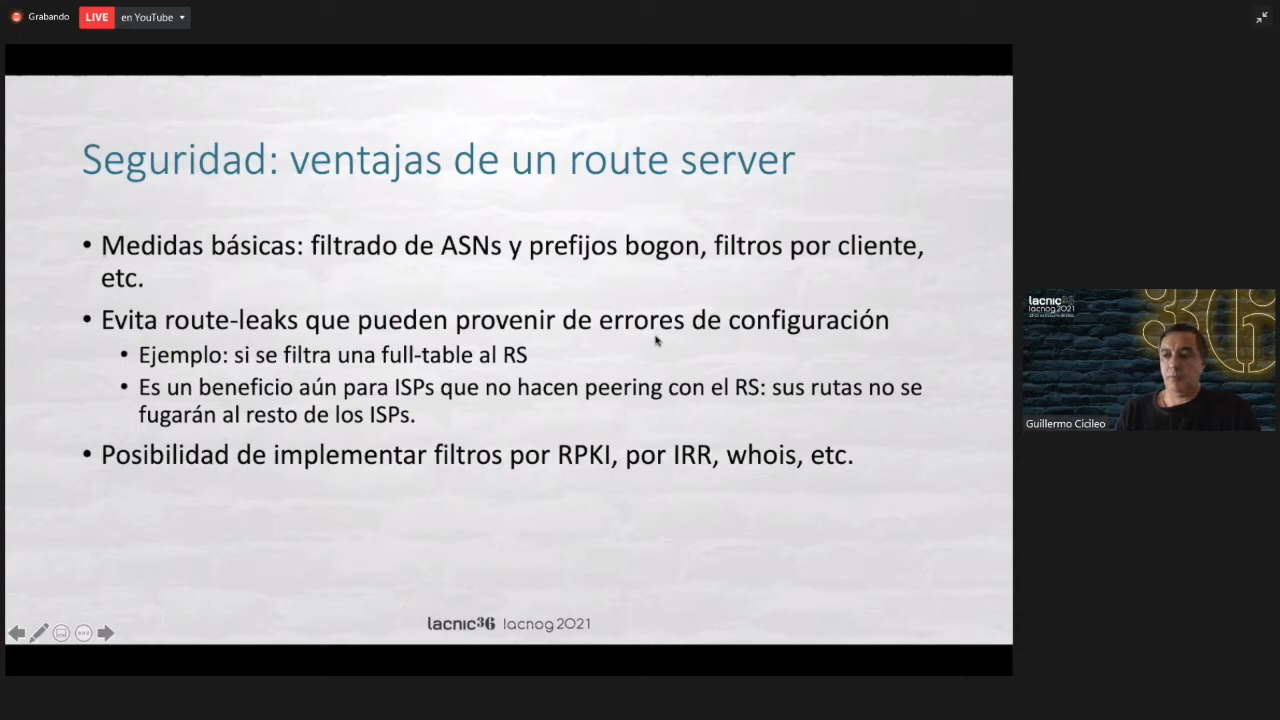 Grabando
LIVE en YouTube
Seguridad: ventajas de un route server
• Medidas básicas: filtrado de ASNs y prefijos bogon, filtros por cliente,
etc.
• Evita route-leaks que pueden provenir de errores de configuración
• Ejemplo: si se filtra una full-table al RS
• Es un beneficio aún para ISPs que no hacen peering con el RS: sus rutas no se
fugarán al resto de los ISPs.
• Posibilidad de implementar filtros por RPKI, por IRR, whois, etc.
lacnic36 lacnog 2021
lacnic36
lacnog 2021
36
Guillermo Cicileo